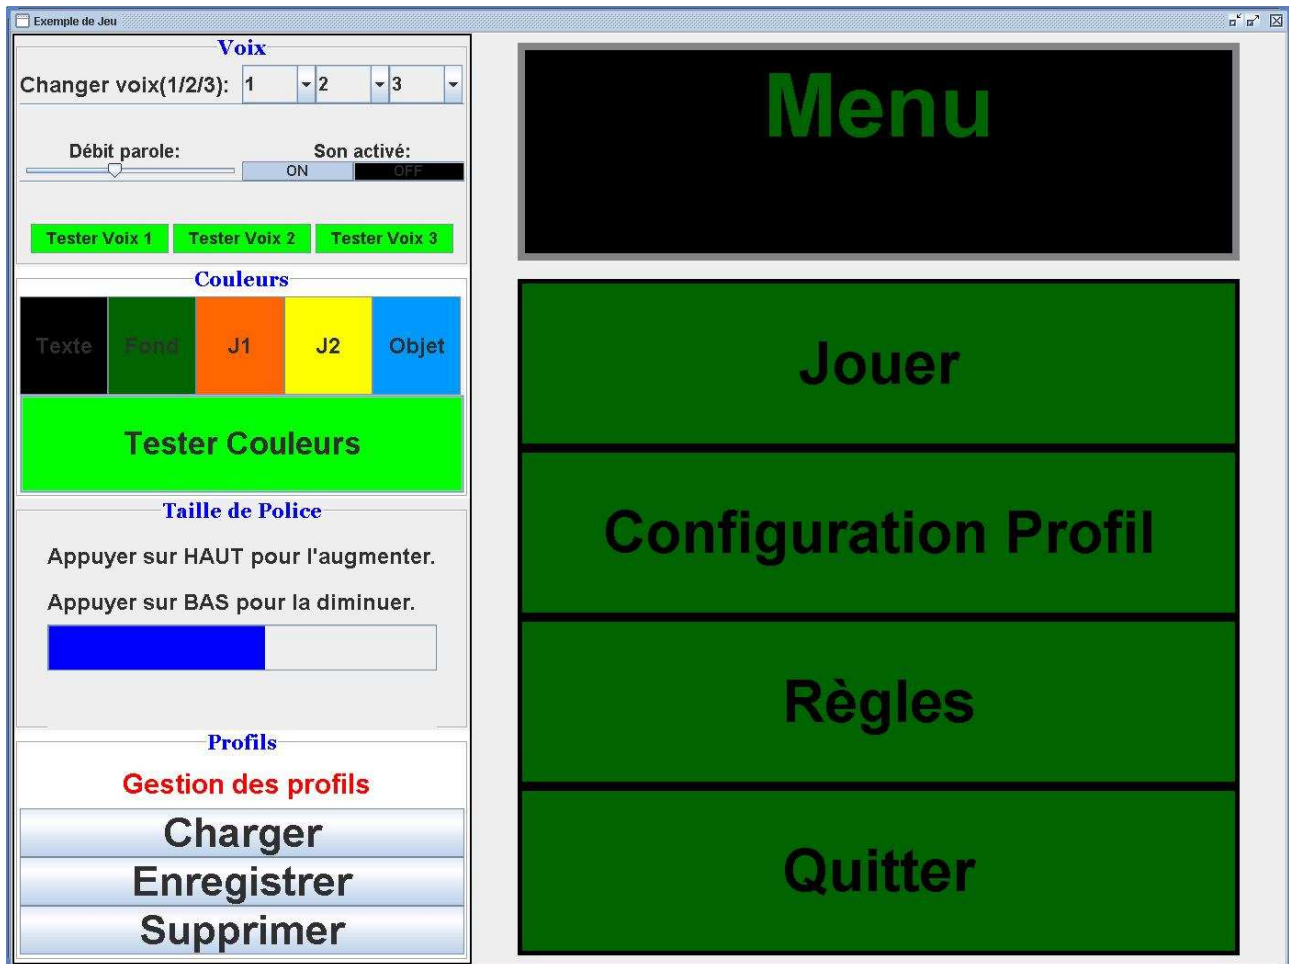 Exemple de Jeu
Voix
Changer voix(1/2/3): 1 2 3
Débit parole: Son activé:
ON OFF
Tester Voix 1 Tester Voix 2 Tester Voix 3
Couleurs
Texte Fond J1 J2 Objet
Tester Couleurs
Taille de Police
Appuyer sur HAUT pour l'augmenter.
Appuyer sur BAS pour la diminuer.
Profils
Gestion des profils
Charger
Enregistrer
Supprimer
Menu
Jouer
Configuration Profil
Règles
Quitter